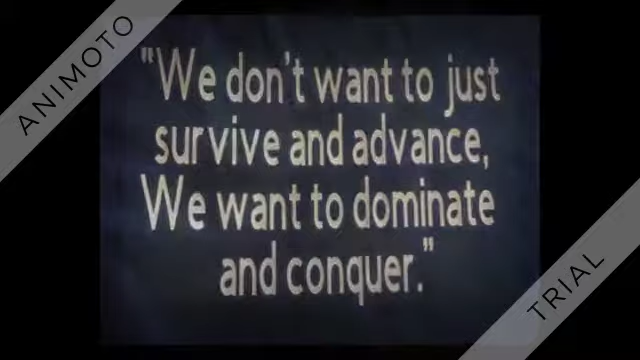 ANIMOTO
"We don't want to just
survive and advance,
We want to dominate
and conquer."
TRIAL